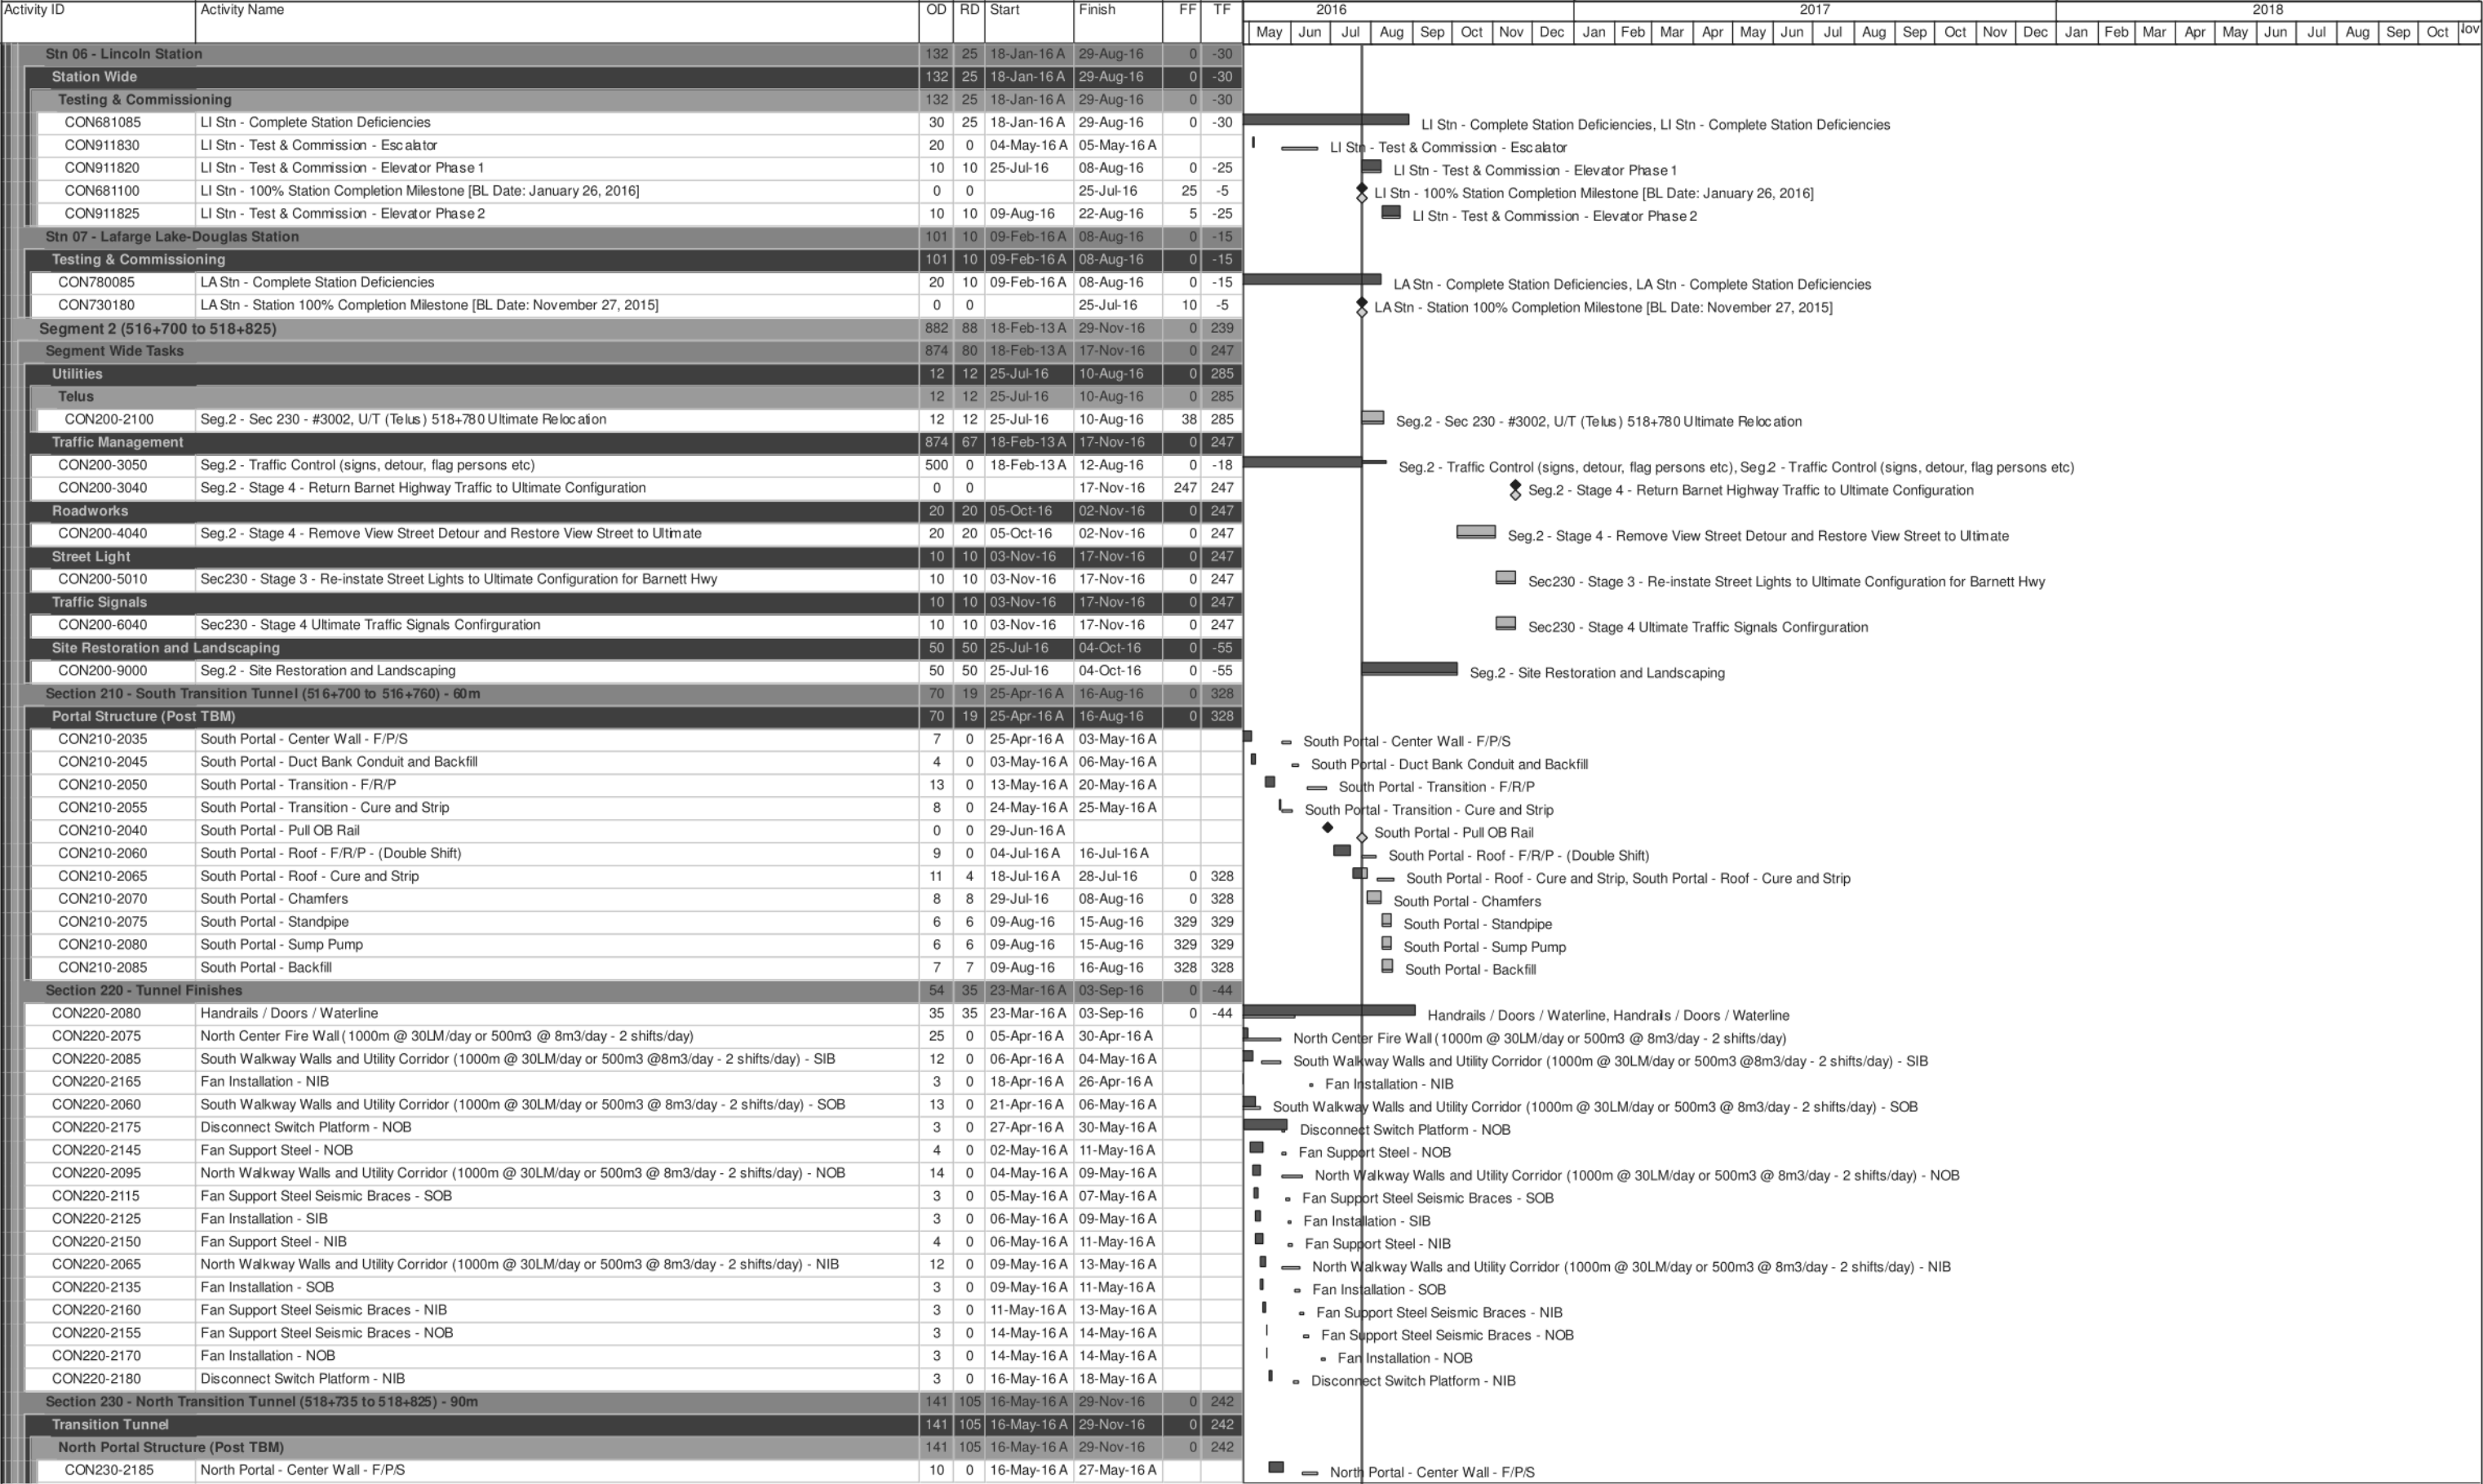 Activity ID Activity Name OD RD Start Finish FF TF 2016 2017 2018
May Jun Jul Aug Sep Oct Nov Dec Jan Feb Mar Apr May Jun Jul Aug Sep Oct Nov Dec Jan Feb Mar Apr May Jun Jul Aug Sep Oct Nov
Stn 06 - Lincoln Station 132 25 18-Jan-16 A 29-Aug-16 0 -30
Station Wide 132 25 18-Jan-16 A 29-Aug-16 0 -30
Testing & Commissioning 132 25 18-Jan-16 A 29-Aug-16 0 -30
CON681085 LI Stn - Complete Station Deficiencies 30 25 18-Jan-16 A 29-Aug-16 0 -30 LI Stn - Complete Station Deficiencies, LI Stn - Complete Station Deficiencies
CON911830 LI Stn - Test & Commission - Escalator 20 0 04-May-16 A 05-May-16 A LI Stn - Test & Commission - Escalator
CON911820 LI Stn - Test & Commission - Elevator Phase 1 10 10 25-Jul-16 08-Aug-16 0 -25 LI Stn - Test & Commission - Elevator Phase 1
CON681100 LI Stn - 100% Station Completion Milestone [BL Date: January 26, 2016] 0 0 25-Jul-16 25 -5 LI Stn - 100% Station Completion Milestone [BL Date: January 26, 2016]
CON911825 LI Stn - Test & Commission - Elevator Phase 2 10 10 09-Aug-16 22-Aug-16 5 -25 LI Stn - Test & Commission - Elevator Phase 2
Stn 07 - Lafarge Lake-Douglas Station 101 10 09-Feb-16 A 08-Aug-16 0 -15
Testing & Commissioning 101 10 09-Feb-16 A 08-Aug-16 0 -15
CON780085 LA Stn - Complete Station Deficiencies 20 10 09-Feb-16 A 08-Aug-16 0 -15 LA Stn - Complete Station Deficiencies, LA Stn - Complete Station Deficiencies
CON730180 LA Stn - Station 100% Completion Milestone [BL Date: November 27, 2015] 0 0 25-Jul-16 10 -5 LA Stn - Station 100% Completion Milestone [BL Date: November 27, 2015]
Segment 2 (516+700 to 518+825) 882 88 18-Feb-13 A 29-Nov-16 0 239
Segment Wide Tasks 874 80 18-Feb-13 A 17-Nov-16 0 247
Utilities 12 12 25-Jul-16 10-Aug-16 0 285
Telus 12 12 25-Jul-16 10-Aug-16 0 285
CON200-2100 Seg.2 - Sec 230 - #3002, U/T (Telus) 518+780 Ultimate Relocation 12 12 25-Jul-16 10-Aug-16 38 285 Seg.2 - Sec 230 - #3002, U/T (Telus) 518+780 Ultimate Relocation
Traffic Management 874 67 18-Feb-13 A 17-Nov-16 0 247
CON200-3050 Seg.2 - Traffic Control (signs, detour, flag persons etc) 500 0 18-Feb-13 A 12-Aug-16 0 -18 Seg.2 - Traffic Control (signs, detour, flag persons etc), Seg.2 - Traffic Control (signs, detour, flag persons etc)
CON200-3040 Seg.2 - Stage 4 - Return Barnet Highway Traffic to Ultimate Configuration 0 0 17-Nov-16 247 247 Seg.2 - Stage 4 - Return Barnet Highway Traffic to Ultimate Configuration
Roadworks 20 20 05-Oct-16 02-Nov-16 0 247
CON200-4040 Seg.2 - Stage 4 - Remove View Street Detour and Restore View Street to Ultimate 20 20 05-Oct-16 02-Nov-16 0 247 Seg.2 - Stage 4 - Remove View Street Detour and Restore View Street to Ultimate
Street Light 10 10 03-Nov-16 17-Nov-16 0 247
CON200-5010 Sec230 - Stage 3 - Re-instate Street Lights to Ultimate Configuration for Barnett Hwy 10 10 03-Nov-16 17-Nov-16 0 247 Sec230 - Stage 3 - Re-instate Street Lights to Ultimate Configuration for Barnett Hwy
Traffic Signals 10 10 03-Nov-16 17-Nov-16 0 247
CON200-6040 Sec230 - Stage 4 Ultimate Traffic Signals Confirguration 10 10 03-Nov-16 17-Nov-16 0 247 Sec230 - Stage 4 Ultimate Traffic Signals Confirguration
Site Restoration and Landscaping 50 50 25-Jul-16 04-Oct-16 0 -55
CON200-9000 Seg.2 - Site Restoration and Landscaping 50 50 25-Jul-16 04-Oct-16 0 -55 Seg.2 - Site Restoration and Landscaping
Section 210 - South Transition Tunnel (516+700 to 516+760) - 60m 70 19 25-Apr-16 A 16-Aug-16 0 328
Portal Structure (Post TBM) 70 19 25-Apr-16 A 16-Aug-16 0 328
CON210-2035 South Portal - Center Wall - F/P/S 7 0 25-Apr-16 A 03-May-16 A South Portal - Center Wall - F/P/S
CON210-2045 South Portal - Duct Bank Conduit and Backfill 4 0 03-May-16 A 06-May-16 A South Portal - Duct Bank Conduit and Backfill
CON210-2050 South Portal - Transition - F/R/P 13 0 13-May-16 A 20-May-16 A South Portal - Transition - F/R/P
CON210-2055 South Portal - Transition - Cure and Strip 8 0 24-May-16 A 25-May-16 A South Portal - Transition - Cure and Strip
CON210-2040 South Portal - Pull OB Rail 0 0 29-Jun-16 A South Portal - Pull OB Rail
CON210-2060 South Portal - Roof - F/R/P - (Double Shift) 9 0 04-Jul-16 A 16-Jul-16 A South Portal - Roof - F/R/P - (Double Shift)
CON210-2065 South Portal - Roof - Cure and Strip 11 4 18-Jul-16 A 28-Jul-16 0 328 South Portal - Roof - Cure and Strip, South Portal - Roof - Cure and Strip
CON210-2070 South Portal - Chamfers 8 8 29-Jul-16 08-Aug-16 0 328 South Portal - Chamfers
CON210-2075 South Portal - Standpipe 6 6 09-Aug-16 15-Aug-16 329 329 South Portal - Standpipe
CON210-2080 South Portal - Sump Pump 6 6 09-Aug-16 15-Aug-16 329 329 South Portal - Sump Pump
CON210-2085 South Portal - Backfill 7 7 09-Aug-16 16-Aug-16 328 328 South Portal - Backfill
Section 220 - Tunnel Finishes 54 35 23-Mar-16 A 03-Sep-16 0 -44
CON220-2080 Handrails / Doors / Waterline 35 35 23-Mar-16 A 03-Sep-16 0 -44 Handrails / Doors / Waterline, Handrails / Doors / Waterline
CON220-2075 North Center Fire Wall (1000m @ 30LM/day or 500m3 @ 8m3/day - 2 shifts/day) 25 0 05-Apr-16 A 30-Apr-16 A North Center Fire Wall (1000m @ 30LM/day or 500m3 @ 8m3/day - 2 shifts/day)
CON220-2085 South Walkway Walls and Utility Corridor (1000m @ 30LM/day or 500m3 @8m3/day - 2 shifts/day) - SIB 12 0 06-Apr-16 A 04-May-16 A South Walkway Walls and Utility Corridor (1000m @ 30LM/day or 500m3 @8m3/day - 2 shifts/day) - SIB
CON220-2165 Fan Installation - NIB 3 0 18-Apr-16 A 26-Apr-16 A Fan Installation - NIB
CON220-2060 South Walkway Walls and Utility Corridor (1000m @ 30LM/day or 500m3 @ 8m3/day - 2 shifts/day) - SOB 13 0 21-Apr-16 A 06-May-16 A South Walkway Walls and Utility Corridor (1000m @ 30LM/day or 500m3 @ 8m3/day - 2 shifts/day) - SOB
CON220-2175 Disconnect Switch Platform - NOB 3 0 27-Apr-16 A 30-May-16 A Disconnect Switch Platform - NOB
CON220-2145 Fan Support Steel - NOB 4 0 02-May-16 A 11-May-16 A Fan Support Steel - NOB
CON220-2095 North Walkway Walls and Utility Corridor (1000m @ 30LM/day or 500m3 @ 8m3/day - 2 shifts/day) - NOB 14 0 04-May-16 A 09-May-16 A North Walkway Walls and Utility Corridor (1000m @ 30LM/day or 500m3 @ 8m3/day - 2 shifts/day) - NOB
CON220-2115 Fan Support Steel Seismic Braces - SOB 3 0 05-May-16 A 07-May-16 A Fan Support Steel Seismic Braces - SOB
CON220-2125 Fan Installation - SIB 3 0 06-May-16 A 09-May-16 A Fan Installation - SIB
CON220-2150 Fan Support Steel - NIB 4 0 06-May-16 A 11-May-16 A Fan Support Steel - NIB
CON220-2065 North Walkway Walls and Utility Corridor (1000m @ 30LM/day or 500m3 @ 8m3/day - 2 shifts/day) - NIB 12 0 09-May-16 A 13-May-16 A North Walkway Walls and Utility Corridor (1000m @ 30LM/day or 500m3 @ 8m3/day - 2 shifts/day) - NIB
CON220-2135 Fan Installation - SOB 3 0 09-May-16 A 11-May-16 A Fan Installation - SOB
CON220-2160 Fan Support Steel Seismic Braces - NIB 3 0 11-May-16 A 13-May-16 A Fan Support Steel Seismic Braces - NIB
CON220-2155 Fan Support Steel Seismic Braces - NOB 3 0 14-May-16 A 14-May-16 A Fan Support Steel Seismic Braces - NOB
CON220-2170 Fan Installation - NOB 3 0 14-May-16 A 14-May-16 A Fan Installation - NOB
CON220-2180 Disconnect Switch Platform - NIB 3 0 16-May-16 A 18-May-16 A Disconnect Switch Platform - NIB
Section 230 - North Transition Tunnel (518+735 to 518+825) - 90m 141 105 16-May-16 A 29-Nov-16 0 242
Transition Tunnel 141 105 16-May-16 A 29-Nov-16 0 242
North Portal Structure (Post TBM) 141 105 16-May-16 A 29-Nov-16 0 242
CON230-2185 North Portal - Center Wall - F/P/S 10 0 16-May-16 A 27-May-16 A North Portal - Center Wall - F/P/S